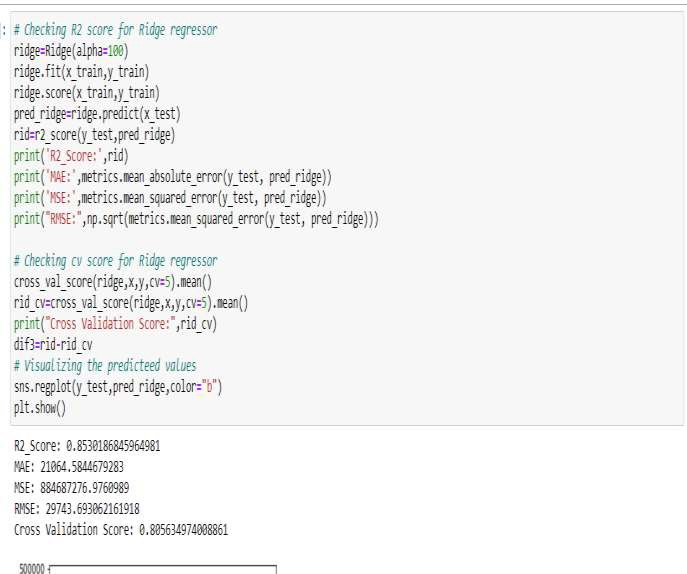 ]: # Checking R2 score for Ridge regressor
ridge=Ridge(alpha=100)
ridge.fit(x_train,y_train)
ridge.score(x_train,y_train)
pred_ridge=ridge.predict(x_test)
rid=r2_score(y_test,pred_ridge)
print('R2_Score:',rid)
print('MAE:',metrics.mean_absolute_error(y_test, pred_ridge))
print('MSE:',metrics.mean_squared_error(y_test, pred_ridge))
print("RMSE:",np.sqrt(metrics.mean_squared_error(y_test, pred_ridge)))
# Checking cv score for Ridge regressor
cross_val_score(ridge,x,y,cv=5).mean()
rid_cv=cross_val_score(ridge,x,y,cv=5).mean()
print("Cross Validation Score:",rid_cv)
dif3=rid-rid_cv
# Visualizing the predicteed values
sns.regplot(y_test,pred_ridge,color="b")
plt.show()
R2_Score: 0.8530186845964981
MAE: 21064.5844679283
MSE: 884687276.9760989
RMSE: 29743.693062161918
Cross Validation Score: 0.805634974008861
500000